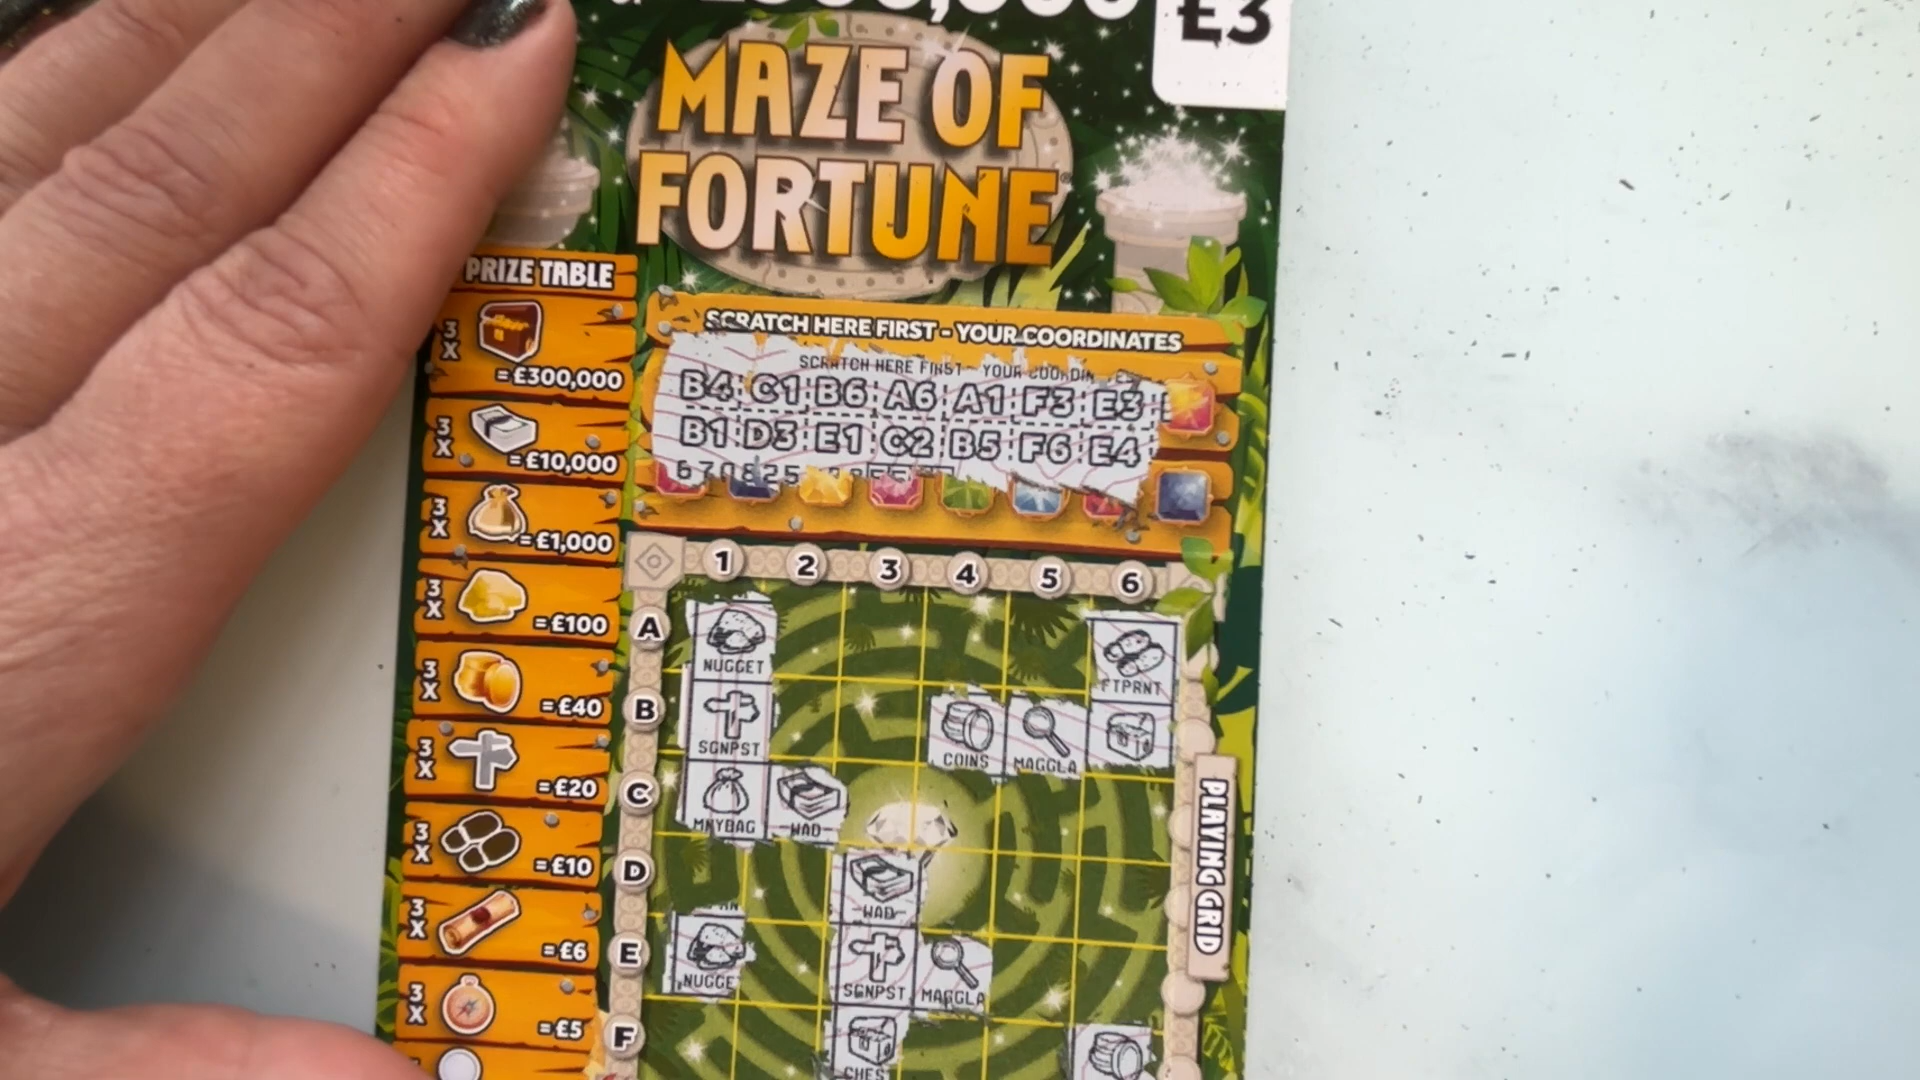 £3
MAZE OF
FORTUNE
PRIZE TABLE
3X = £300,000
3X = £10,000
3X = £1,000
3X = £100
3X = £40
3X = £20
3X = £10
3X = £6
3X = £5
SCRATCH HERE FIRST - YOUR COORDINATES
SCRATCH HERE FIRST - YOUR
B4 C1 B6 A6 A1 F3 E3
B1 D3 E1 C2 B5 F6 E4
1 2 3 4 5 6
A
NUGGET
FTPRNT
B
SGNPST
COINS
MAGGLA
C
MNYBAG
WAD
D
WAD
E
NUGGE
SGNPST
MAGGLA
F
CHES
PLAYING GRID